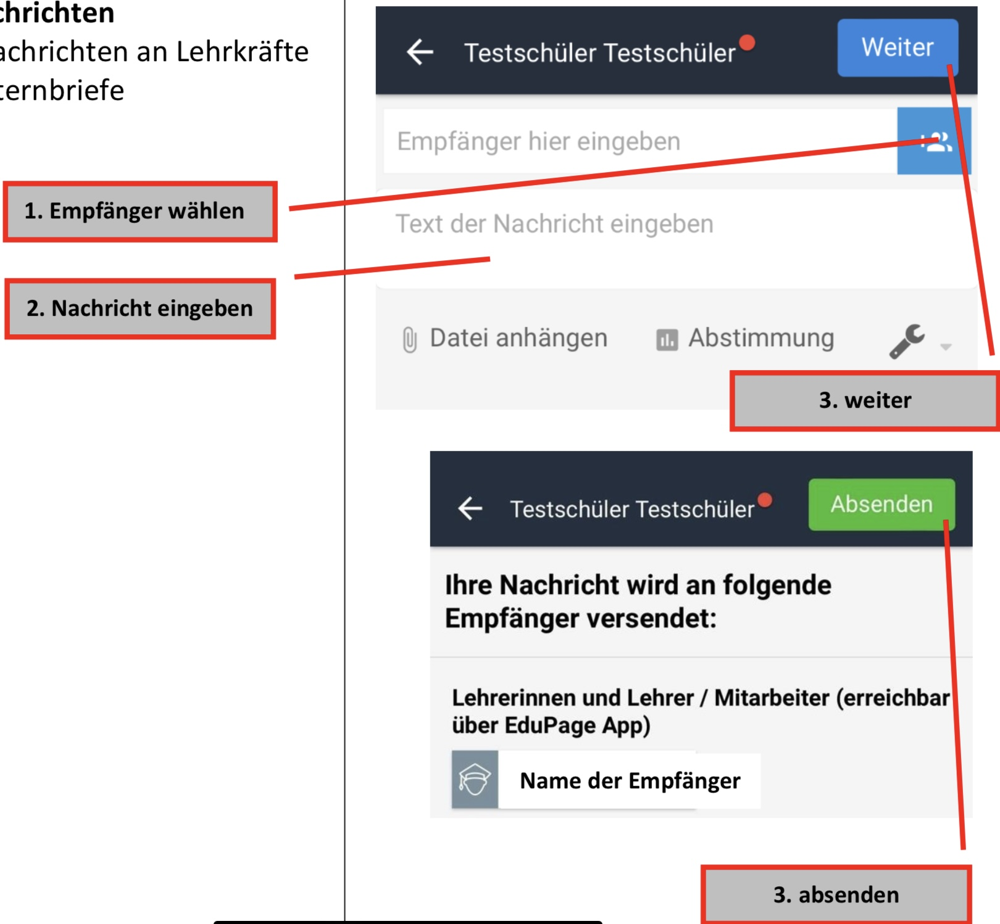 chrichten
achrichten an Lehrkräfte
ternbriefe
1. Empfänger wählen
2. Nachricht eingeben
Testschüler Testschüler
Weiter
Empfänger hier eingeben
Text der Nachricht eingeben
Datei anhängen
Abstimmung
3. weiter
Testschüler Testschüler
Absenden
Ihre Nachricht wird an folgende
Empfänger versendet:
Lehrerinnen und Lehrer / Mitarbeiter (erreichbar
über EduPage App)
Name der Empfänger
3. absenden